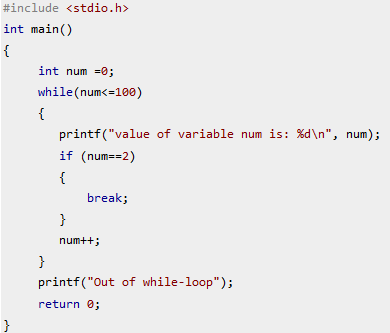 #include <stdio.h>
int main()
{
     int num =0;
     while(num<=100)
     {
        printf("value of variable num is: %d\n", num);
        if (num==2)
        {
            break;
        }
        num++;
     }
     printf("Out of while-loop");
     return 0;
}